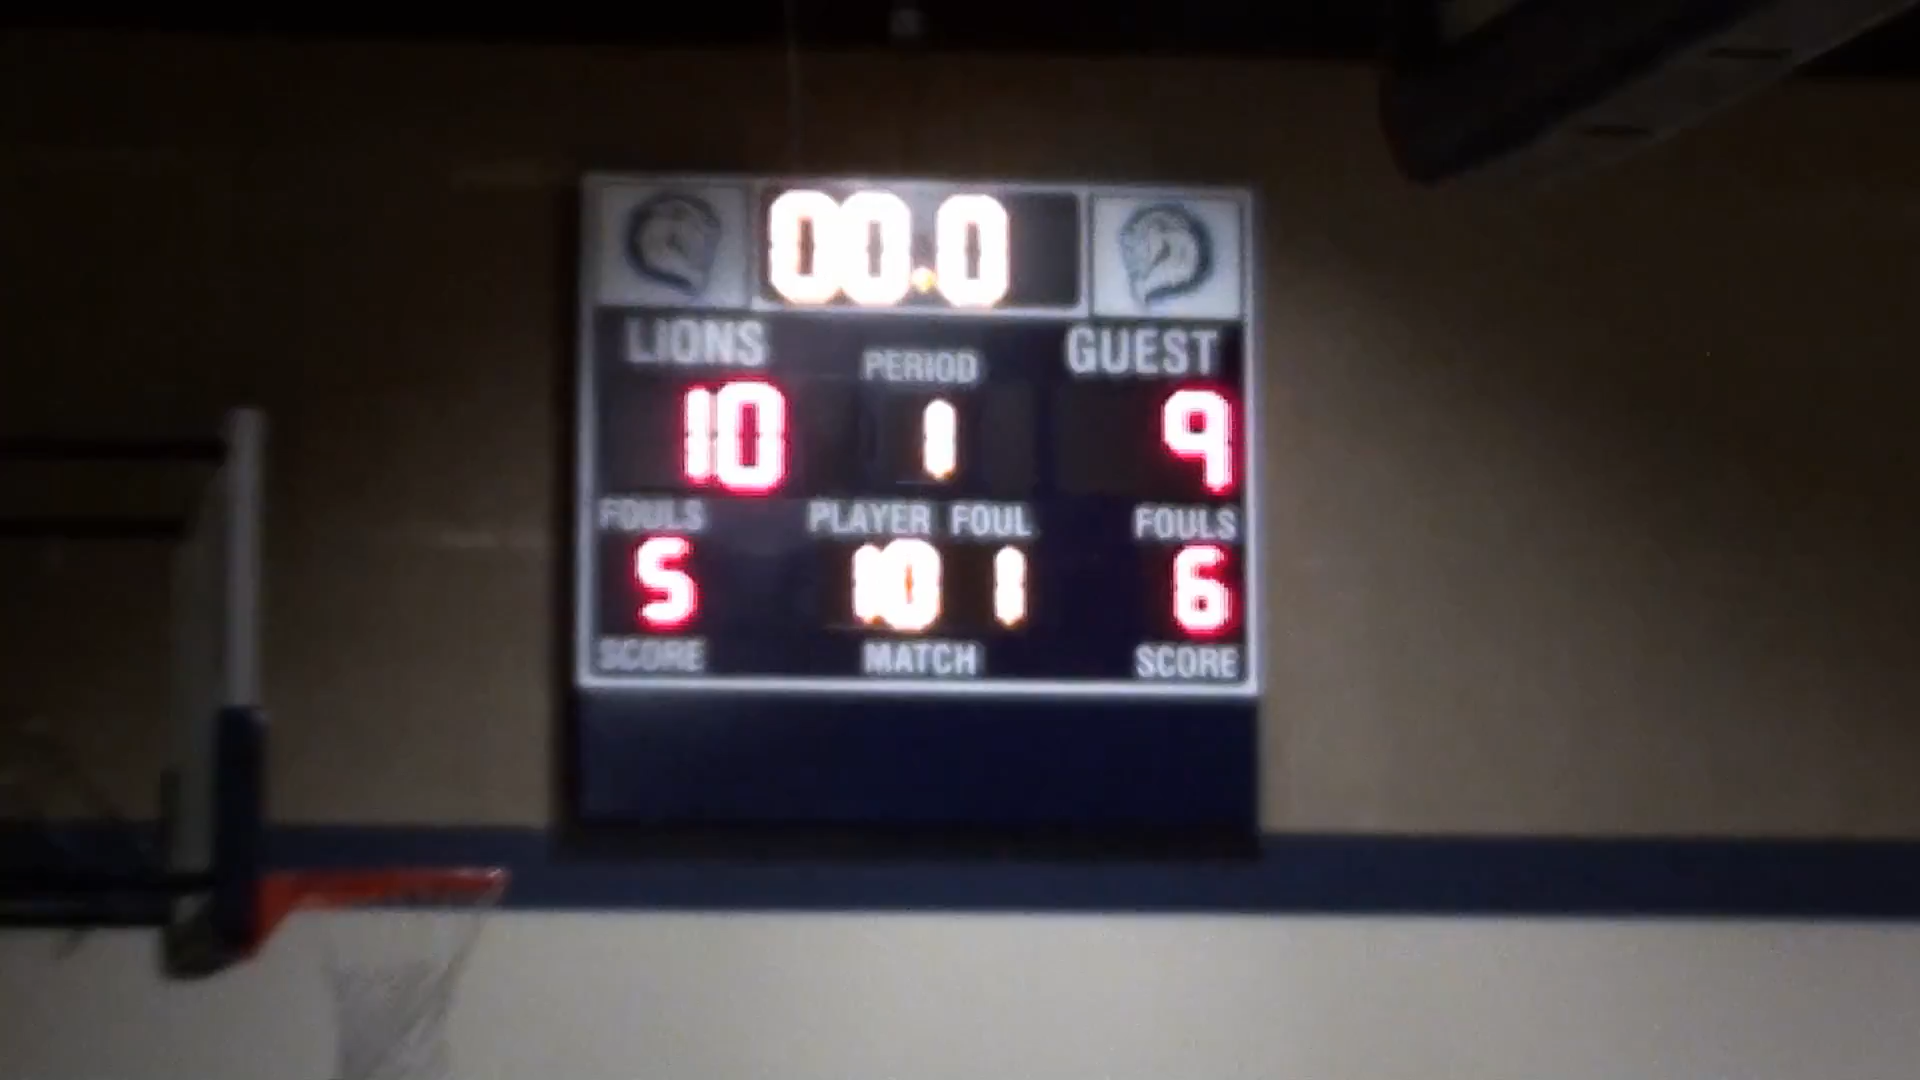 00.0
LIONS PERIOD GUEST
10 1 9
FOULS PLAYER FOUL FOULS
5 10 1 6
SCORE MATCH SCORE